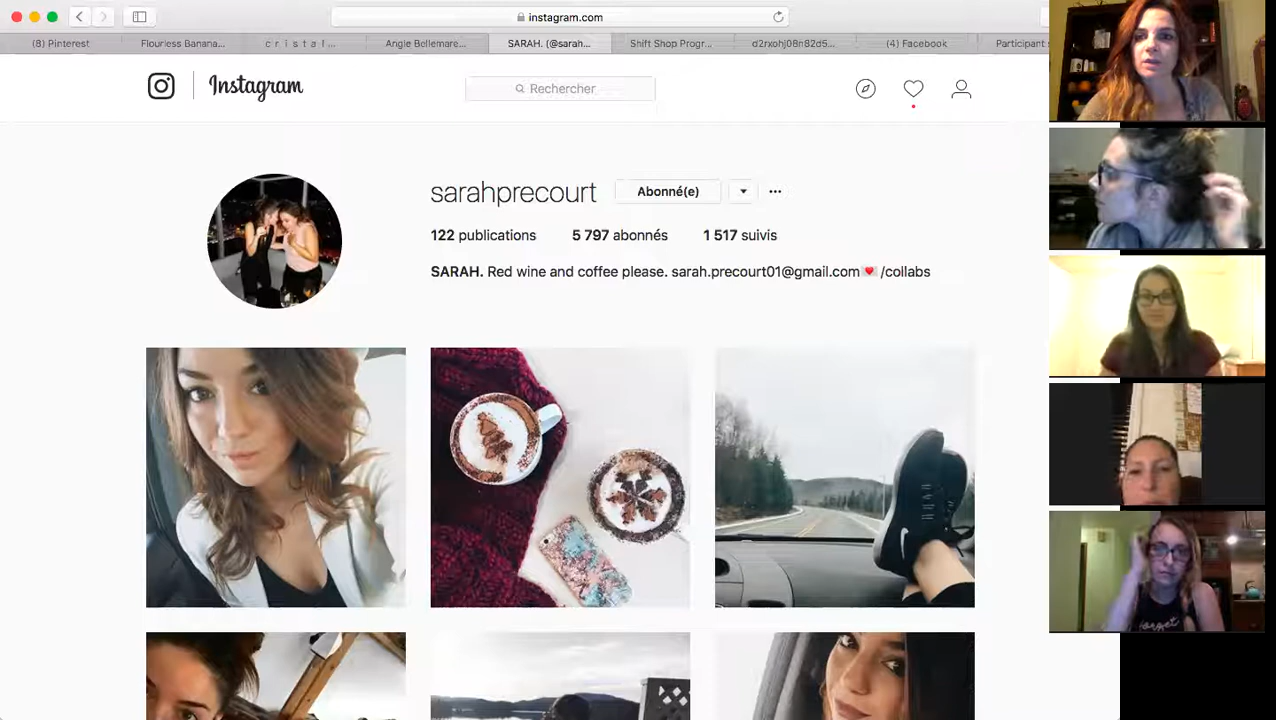 instagram.com
(8) Pinterest
Flourless Banana...
c r i s t a l...
Angie Bellemare...
SARAH. (@sarah...
Shift Shop Progr...
d2rxohj08n82d5...
(4) Facebook
Participant s
Instagram
Rechercher
sarahprecourt
Abonné(e)
122 publications
5 797 abonnés
1 517 suivis
SARAH. Red wine and coffee please. sarah.precourt01@gmail.com💌 /collabs
forget